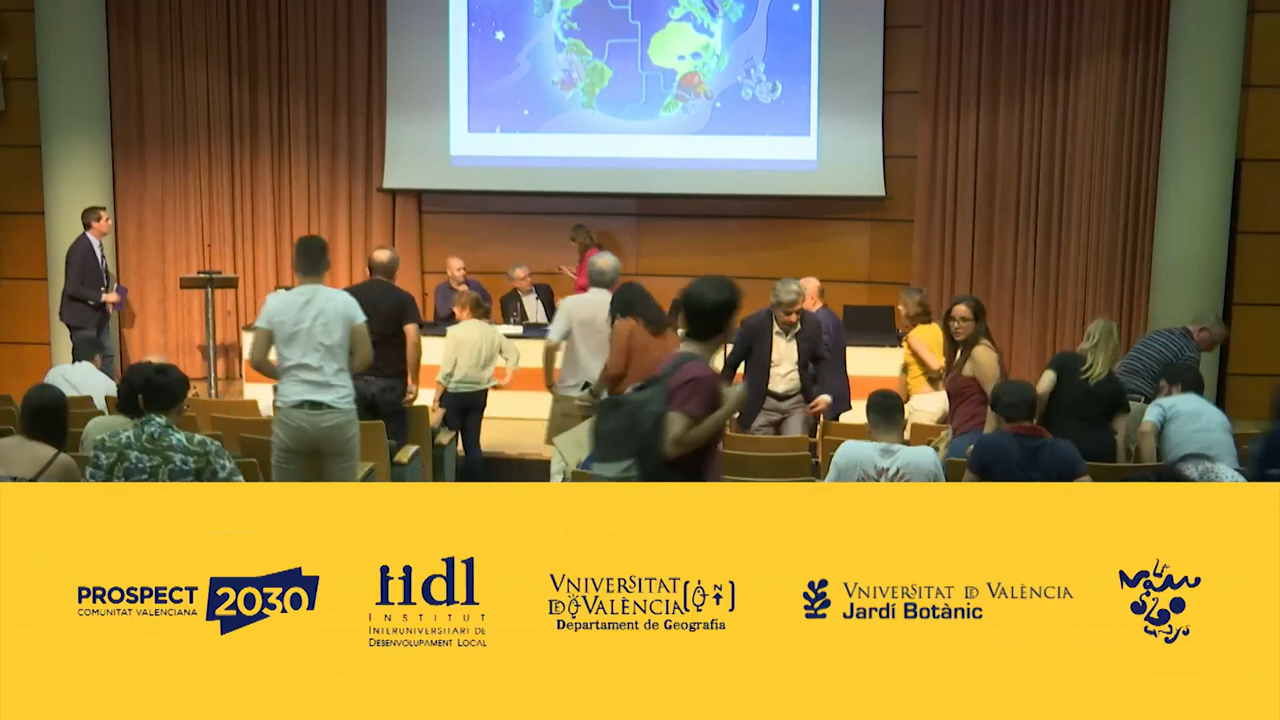 PROSPECT
COMUNITAT VALENCIANA
2030
iidl
INSTITUT
INTERUNIVERSITARI DE
DESENVOLUPAMENT LOCAL
VNIVERSITAT
DE VALÈNCIA
Departament de Geografia
VNIVERSITAT DE VALÈNCIA
Jardí Botànic